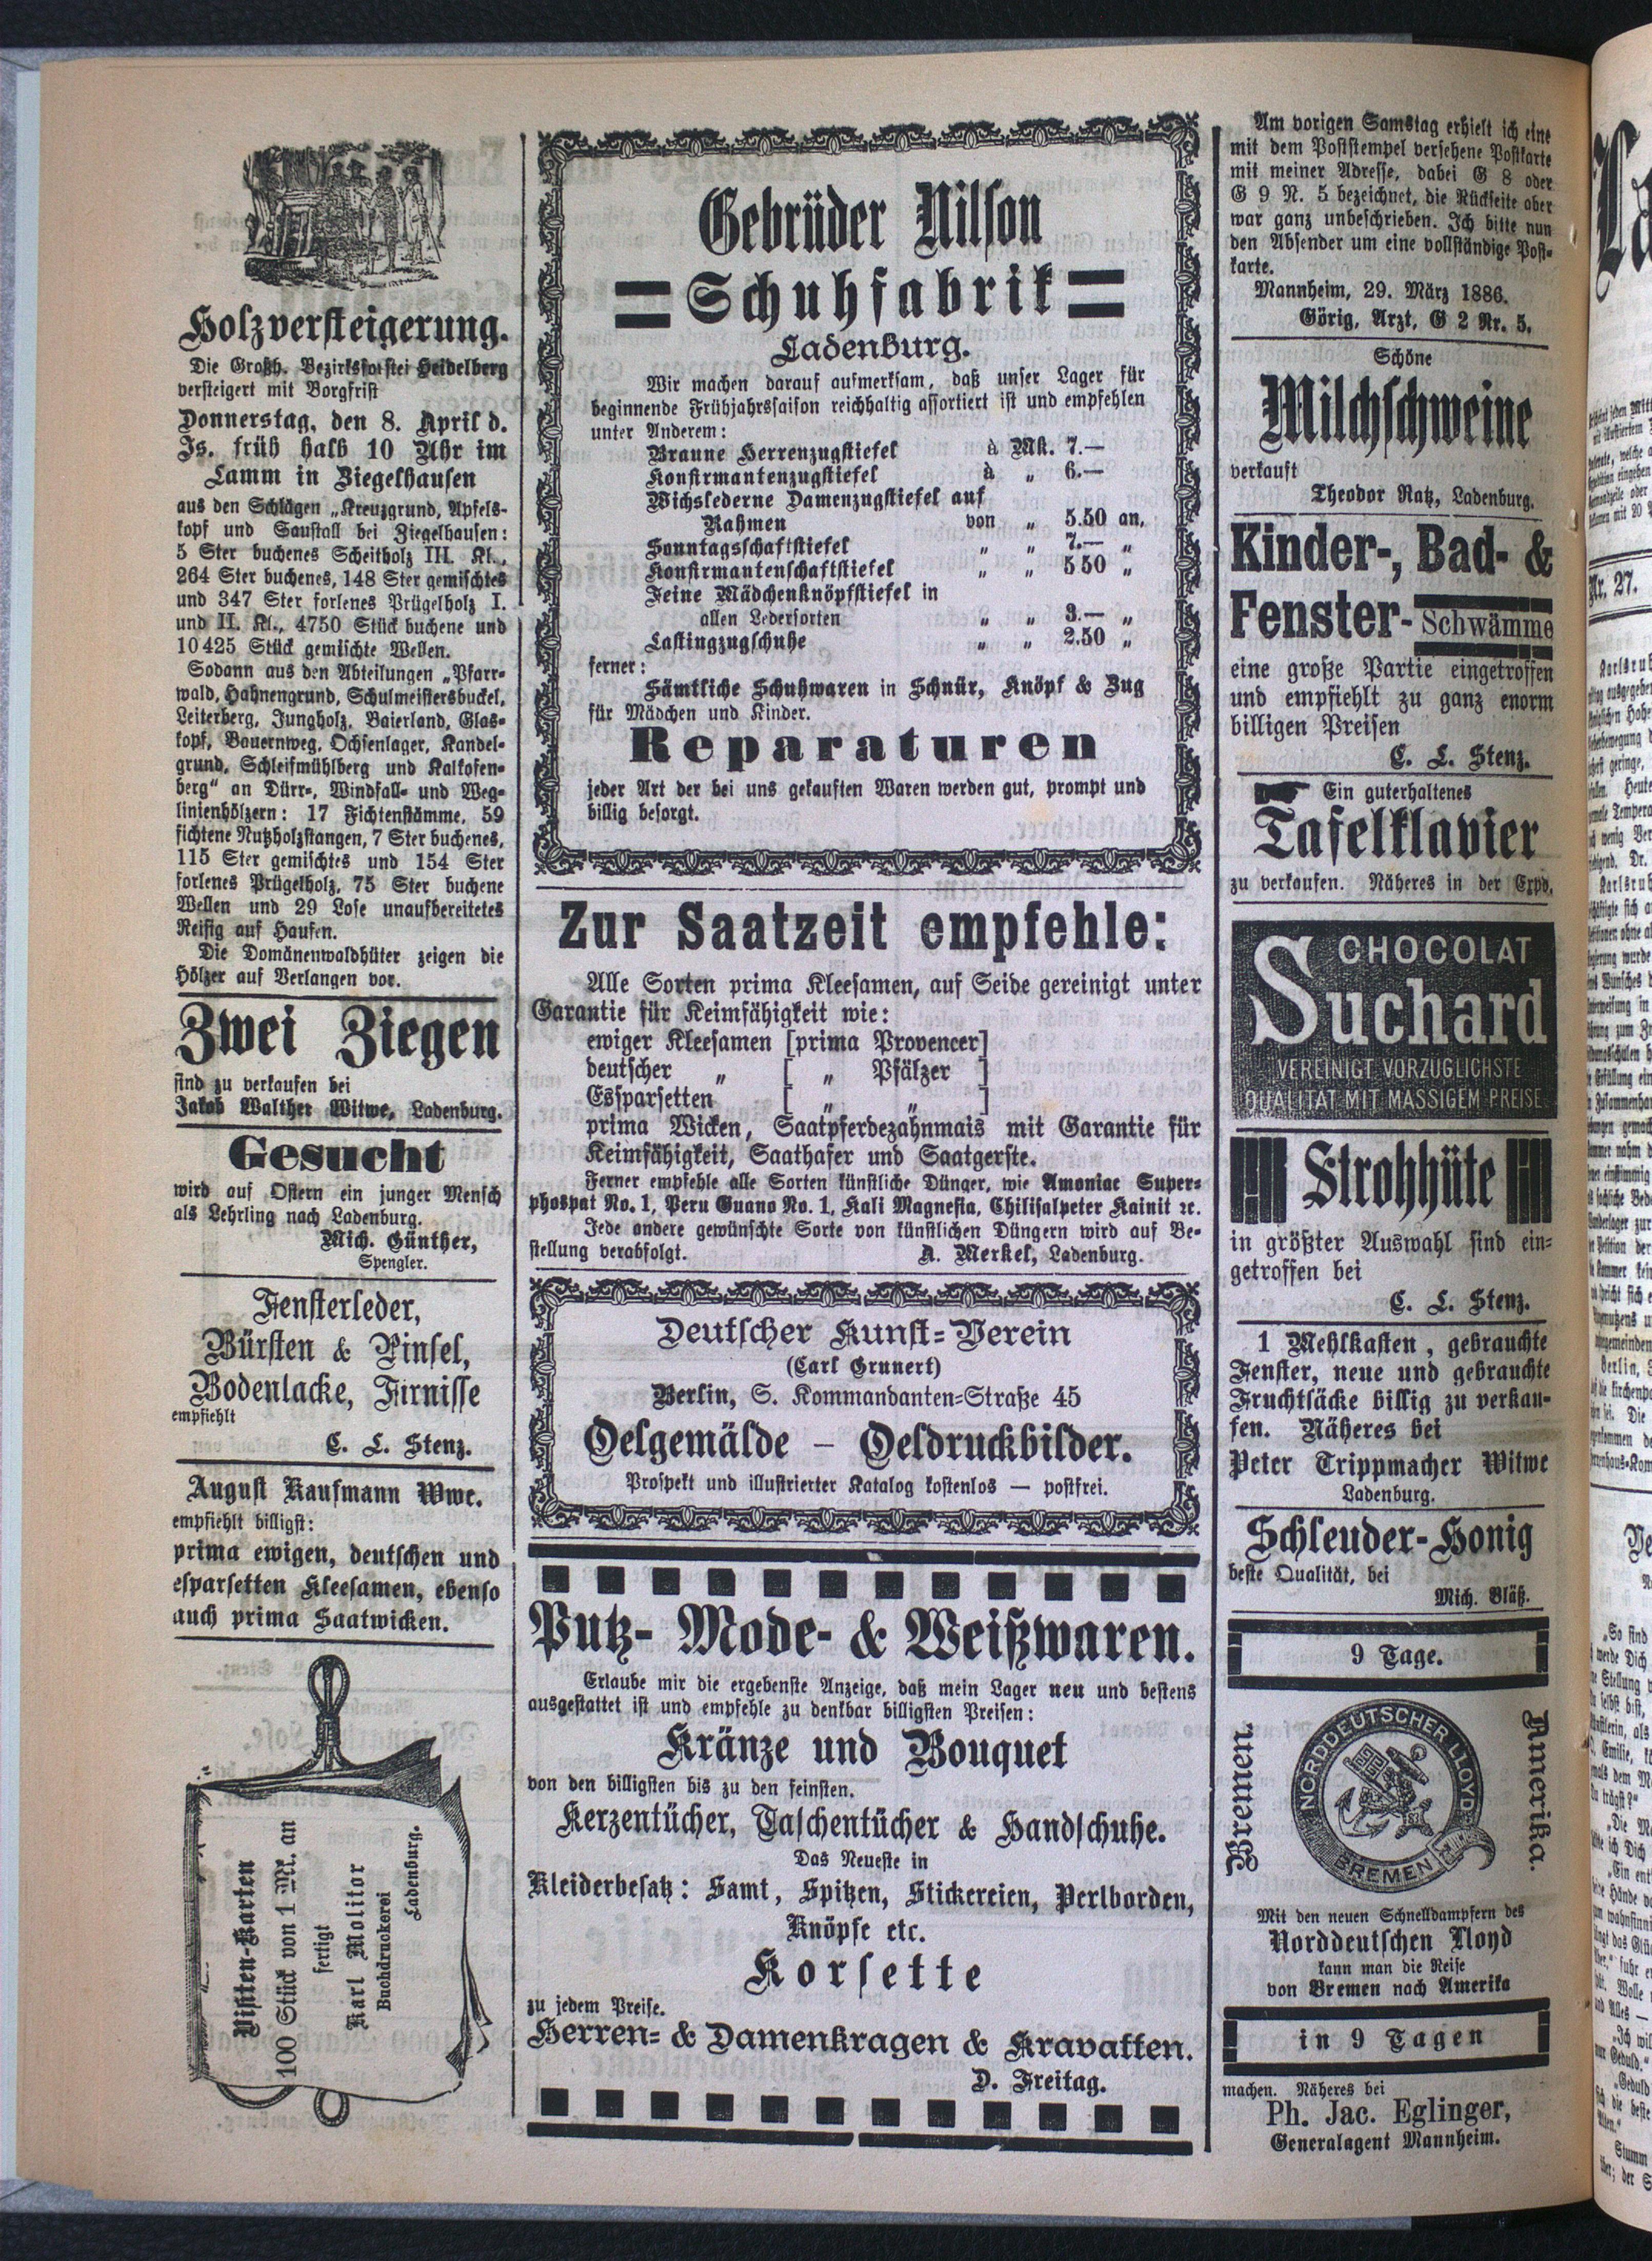 Holzversteigerung.
Die Großh. Bezirksforstei Heidelberg
versteigert mit Borgfrist
Donnerstag, den 8. April d.
Js. früh halb 10 Uhr im
Lamm in Ziegelhausen
aus den Schlägen „Kreuzgrund, Apfels-
kopf und Saustall bei Ziegelhausen:
5 Ster buchenes Scheitholz III. Kl.,
264 Ster buchenes, 148 Ster gemischtes
und 347 Ster forlenes Prügelholz I.
und II. Kl., 4750 Stück buchene und
10425 Stück gemischte Wellen.
Sodann aus den Abteilungen „Pfarr-
wald, Hahnengrund, Schulmeistersbuckel,
Leiterberg, Jungholz, Baierland, Glas-
kopf, Bauernweg, Ochsenlager, Kandel-
grund, Schleifmühlberg und Kalkofen-
berg“ an Dürr-, Windfall- und Weg-
linienhölzern: 17 Fichtenstämme, 59
fichtene Nutzholzstangen, 7 Ster buchenes,
115 Ster gemischtes und 154 Ster
forlenes Prügelholz, 75 Ster buchene
Wellen und 29 Lose unaufbereitetes
Reisig auf Haufen.
Die Domänenwaldhüter zeigen die
Hölzer auf Verlangen vor.
Zwei Ziegen
sind zu verkaufen bei
Jakob Walther Witwe, Ladenburg.
Gesucht
wird auf Ostern ein junger Mensch
als Lehrling nach Ladenburg.
Mich. Günther,
Spengler.
Fensterleder,
Bürsten & Pinsel,
Bodenlacke, Firnisse
empfiehlt
C. L. Stenz.
August Kaufmann Wwe.
empfiehlt billigst:
prima ewigen, deutschen und
esparsetten Kleesamen, ebenso
auch prima Saatwicken.
Visiten-Karten
100 Stück von 1 Mk. an
fertigt
Karl Molitor
Buchdruckerei
Ladenburg.
Gebrüder Nilson
Schuhfabrik
Ladenburg.
Wir machen darauf aufmerksam, daß unser Lager für
beginnende Frühjahrssaison reichhaltig assortiert ist und empfehlen
unter Anderem:
Braune Herrenzugstiefel à Mk. 7.—
Konfirmantenzugstiefel à „ 6.—
Wichslederne Damenzugstiefel auf
Rahmen von „ 5.50 an.
Sonntagsschaftstiefel „ „ 7.— „
Konfirmantenschaftstiefel „ „ 5 50 „
Feine Mädchenknöpfstiefel in
allen Ledersorten „ „ 3.— „
Lastingzugschuhe „ „ 2.50 „
ferner:
Sämtliche Schuhwaren in Schnür, Knöpf & Zug
für Mädchen und Kinder.
Reparaturen
jeder Art der bei uns gekauften Waren werden gut, prompt und
billig besorgt.
Zur Saatzeit empfehle:
Alle Sorten prima Kleesamen, auf Seide gereinigt unter
Garantie für Keimfähigkeit wie:
ewiger Kleesamen [prima Provencer]
deutscher „ [ „ Pfälzer ]
Essparsetten [ „ „ ]
prima Wicken, Saatpferdezahnmais mit Garantie für
Keimfähigkeit, Saathafer und Saatgerste.
Ferner empfehle alle Sorten künstliche Dünger, wie Amoniac Super-
phospat No. 1, Peru Guano No. 1, Kali Magnesia, Chilisalpeter Kainit ꝛc.
Jede andere gewünschte Sorte von künstlichen Düngern wird auf Be-
stellung verabfolgt. A. Merkel, Ladenburg.
Deutscher Kunst-Verein
(Carl Grunert)
Berlin, S. Kommandanten-Straße 45
Oelgemälde – Oeldruckbilder.
Prospekt und illustrierter Katalog kostenlos — postfrei.
Putz- Mode- & Weißwaren.
Erlaube mir die ergebenste Anzeige, daß mein Lager neu und bestens
ausgestattet ist und empfehle zu denkbar billigsten Preisen:
Kränze und Bouquet
von den billigsten bis zu den feinsten.
Kerzentücher, Taschentücher & Handschuhe.
Das Neueste in
Kleiderbesatz: Samt, Spitzen, Stickereien, Perlborden,
Knöpfe etc.
Korsette
zu jedem Preise.
Herren- & Damenkragen & Kravatten.
D. Freitag.
Am vorigen Samstag erhielt ich eine
mit dem Poststempel versehene Postkarte
mit meiner Adresse, dabei G 8 oder
G 9 N. 5 bezeichnet, die Rückseite aber
war ganz unbeschrieben. Ich bitte nun
den Absender um eine vollständige Post-
karte.
Mannheim, 29. März 1886.
Görig, Arzt, G 2 Nr. 5.
Schöne
Milchschweine
verkauft
Theodor Ratz, Ladenburg.
Kinder-, Bad- &
Fenster- Schwämme
eine große Partie eingetroffen
und empfiehlt zu ganz enorm
billigen Preisen
C. L. Stenz.
Ein guterhaltenes
Tafelklavier
zu verkaufen. Näheres in der Expd.
CHOCOLAT
Suchard
VEREINIGT VORZÜGLICHSTE
QUALITÄT MIT MÄSSIGEM PREISE
Strohhüte
in größter Auswahl sind ein-
getroffen bei
C. L. Stenz.
1 Mehlkasten, gebrauchte
Fenster, neue und gebrauchte
Fruchtsäcke billig zu verkau-
fen. Näheres bei
Peter Trippmacher Witwe
Ladenburg.
Schleuder-Honig
beste Qualität, bei
Mich. Bläß.
9 Tage.
Bremen.
NORDDEUTSCHER LLOYD
BREMEN
Amerika.
Mit den neuen Schnelldampfern des
Norddeutschen Lloyd
kann man die Reise
von Bremen nach Amerika
in 9 Tagen
machen. Näheres bei
Ph. Jac. Eglinger,
Generalagent Mannheim.
Nr. 27.